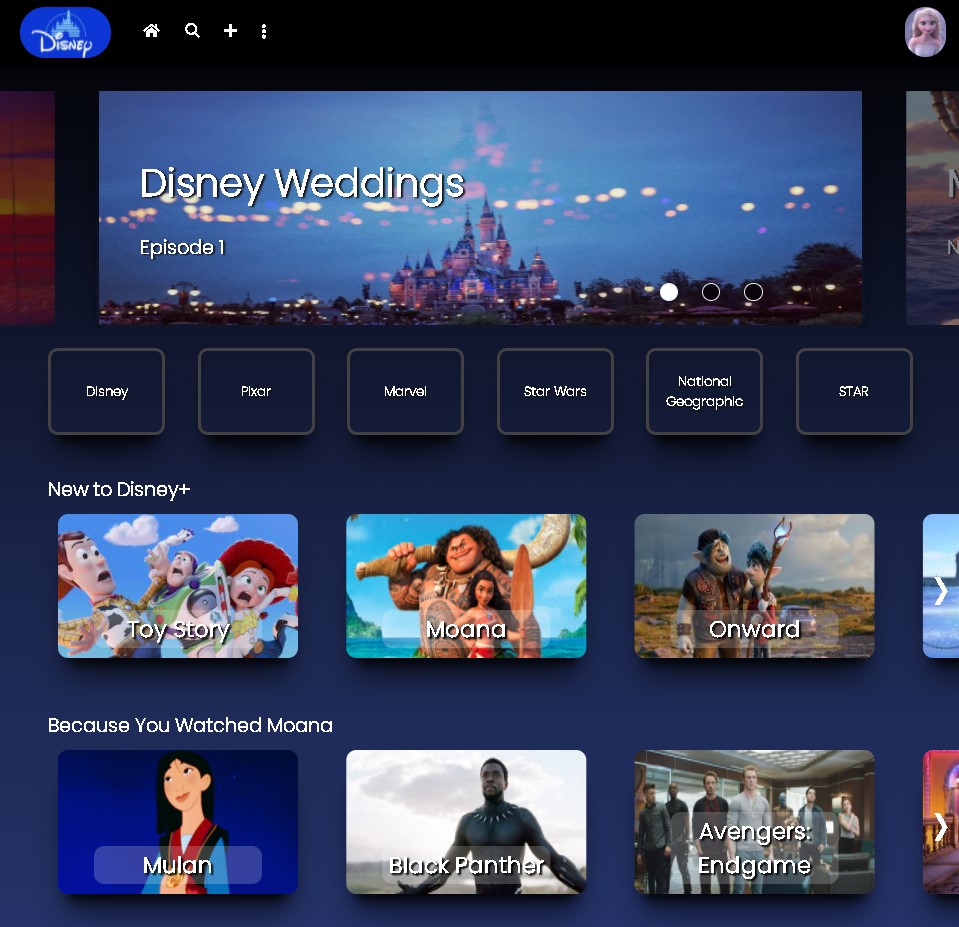 Disney
Disney Weddings
Episode 1
Disney
Pixar
Marvel
Star Wars
National
Geographic
STAR
New to Disney+
Toy Story
Moana
Onward
Because You Watched Moana
Mulan
Black Panther
Avengers:
Endgame